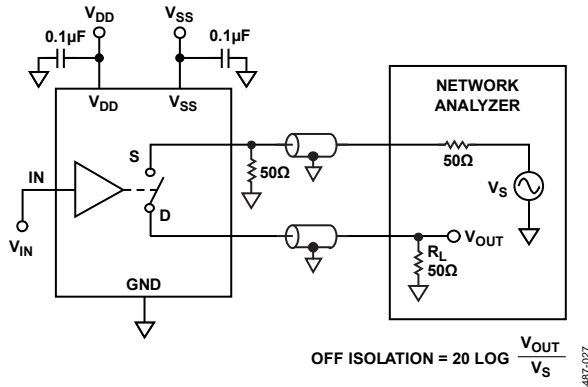 VDD
VSS
0.1µF
0.1µF
VDD
VSS
NETWORK
ANALYZER
S
50Ω
50Ω
IN
VS
D
VIN
VOUT
RL
50Ω
GND
OFF ISOLATION = 20 LOG VOUT
VS